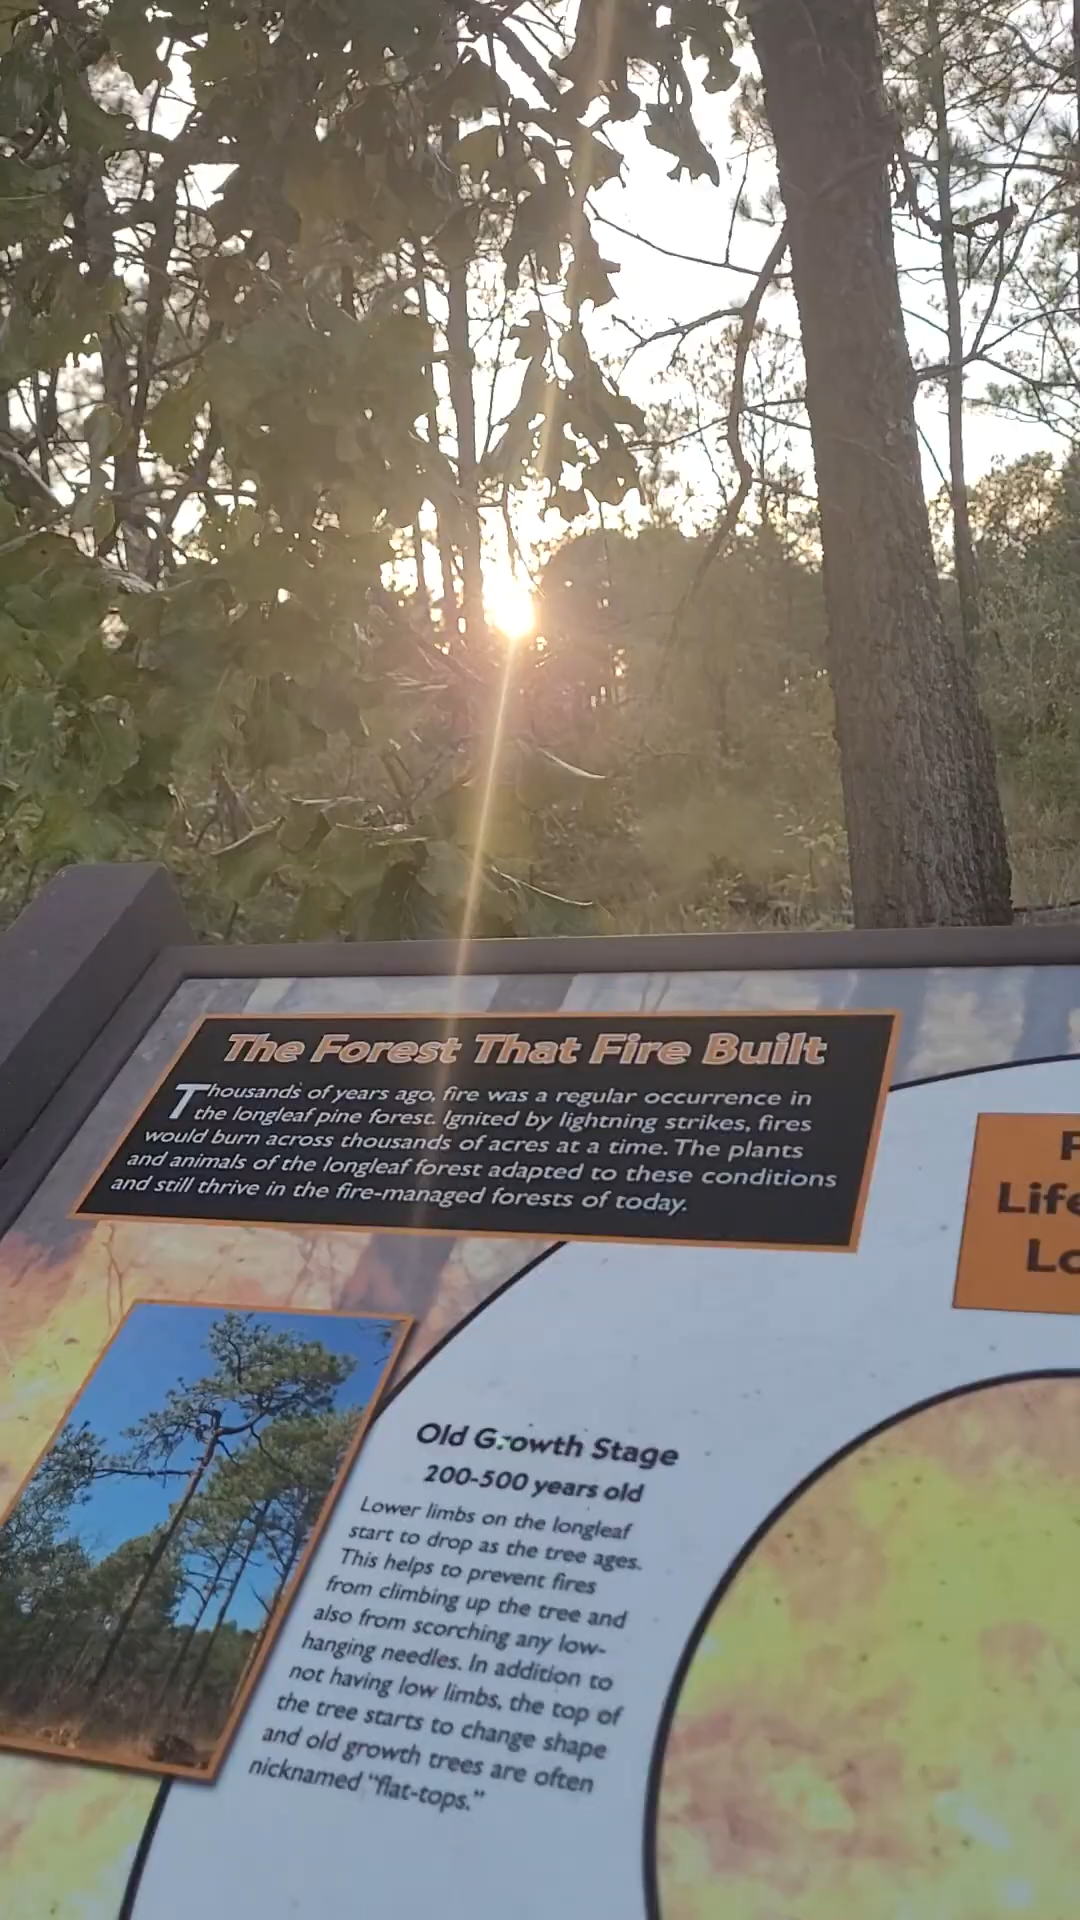 The Forest That Fire Built
Thousands of years ago, fire was a regular occurrence in
the longleaf pine forest. Ignited by lightning strikes, fires
would burn across thousands of acres at a time. The plants
and animals of the longleaf forest adapted to these conditions
and still thrive in the fire-managed forests of today.
Old Growth Stage
200-500 years old
Lower limbs on the longleaf
start to drop as the tree ages.
This helps to prevent fires
from climbing up the tree and
also from scorching any low-
hanging needles. In addition to
not having low limbs, the top of
the tree starts to change shape
and old growth trees are often
nicknamed “flat-tops.”